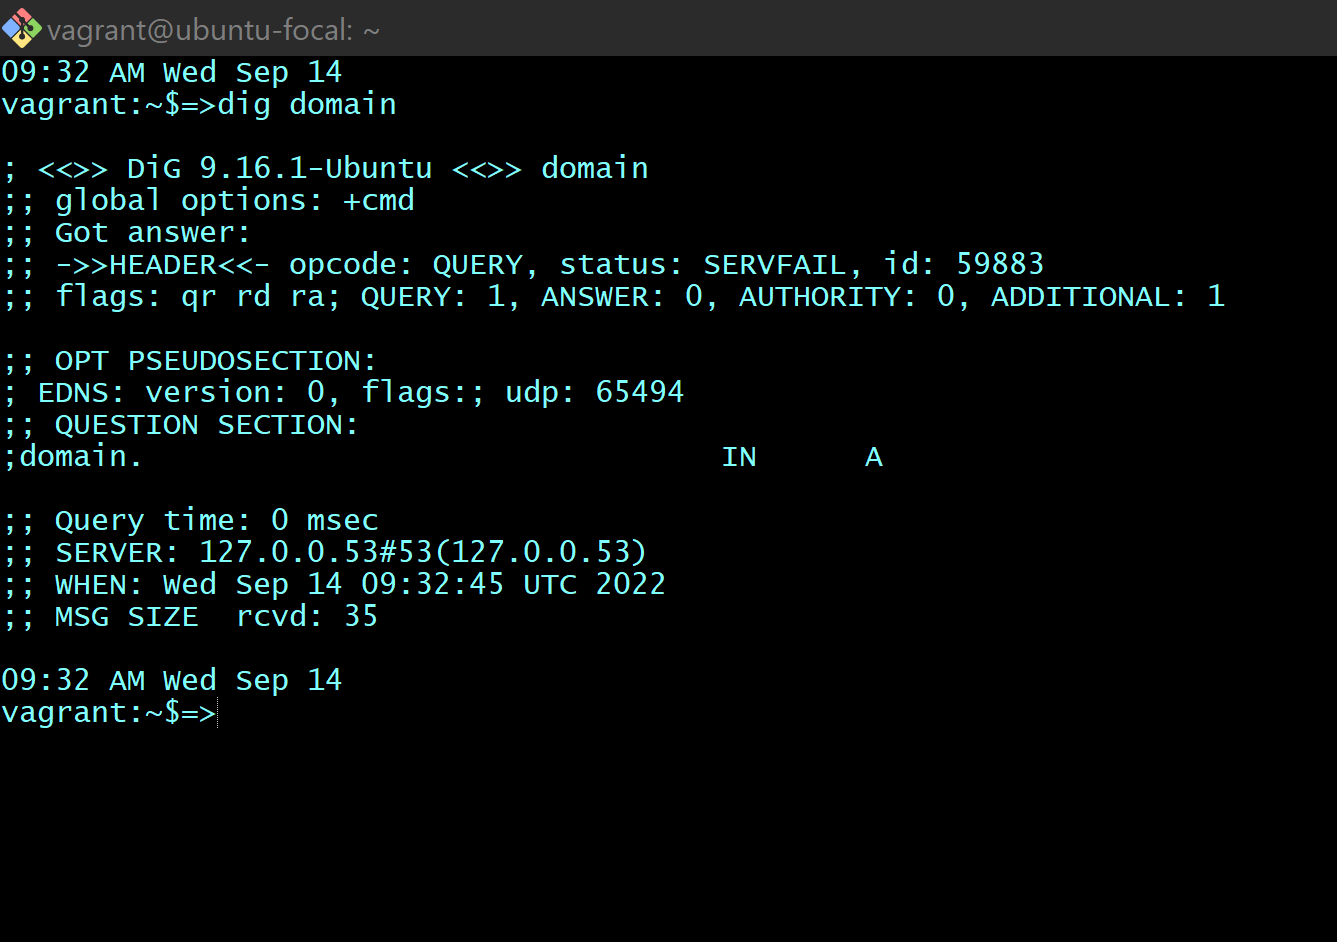 vagrant@ubuntu-focal: ~
09:32 AM Wed Sep 14
vagrant:~$=>dig domain
; <<>> DiG 9.16.1-Ubuntu <<>> domain
;; global options: +cmd
;; Got answer:
;; ->>HEADER<<- opcode: QUERY, status: SERVFAIL, id: 59883
;; flags: qr rd ra; QUERY: 1, ANSWER: 0, AUTHORITY: 0, ADDITIONAL: 1
;; OPT PSEUDOSECTION:
; EDNS: version: 0, flags:; udp: 65494
;; QUESTION SECTION:
;domain. IN A
;; Query time: 0 msec
;; SERVER: 127.0.0.53#53(127.0.0.53)
;; WHEN: Wed Sep 14 09:32:45 UTC 2022
;; MSG SIZE  rcvd: 35
09:32 AM Wed Sep 14
vagrant:~$=>